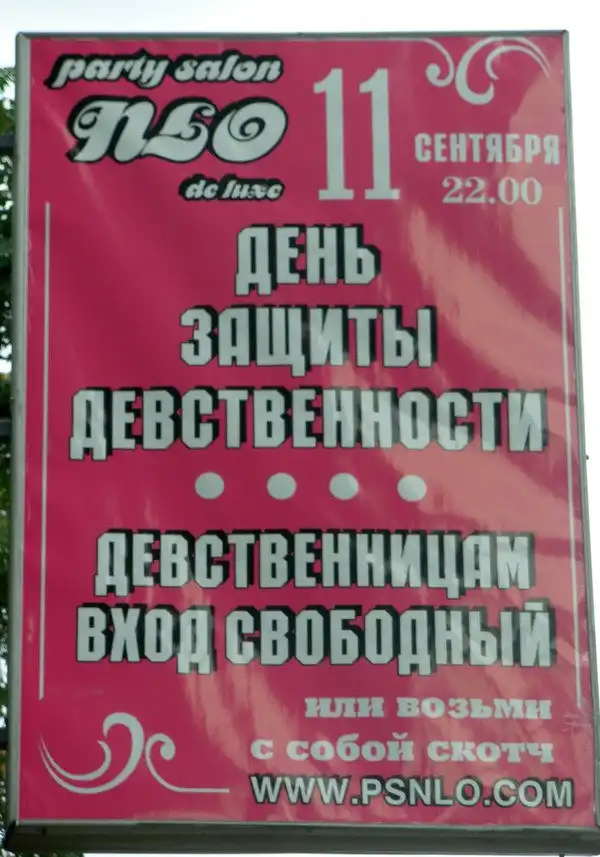 party salon
NLO
de luxe
11
СЕНТЯБРЯ
22.00
ДЕНЬ
ЗАЩИТЫ
ДЕВСТВЕННОСТИ
ДЕВСТВЕННИЦАМ
ВХОД СВОБОДНЫЙ
или возьми
с собой скотч
WWW.PSNLO.COM